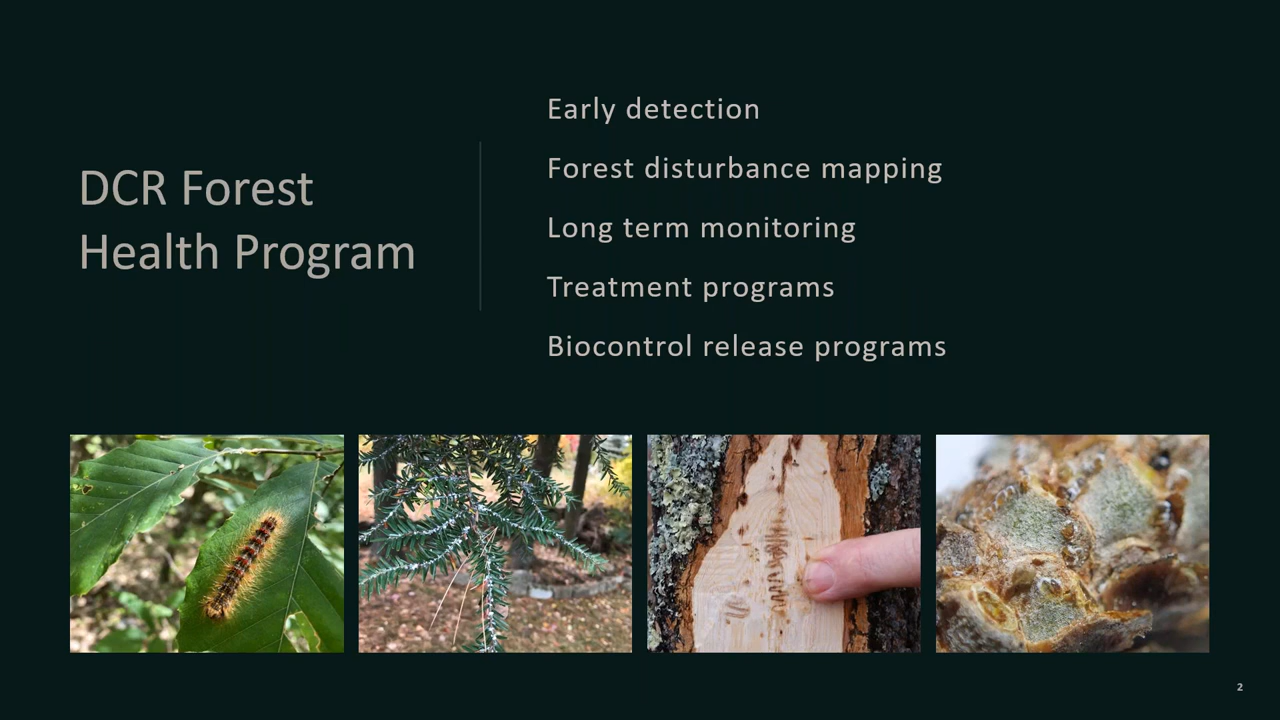 DCR Forest
Health Program
Early detection
Forest disturbance mapping
Long term monitoring
Treatment programs
Biocontrol release programs
2